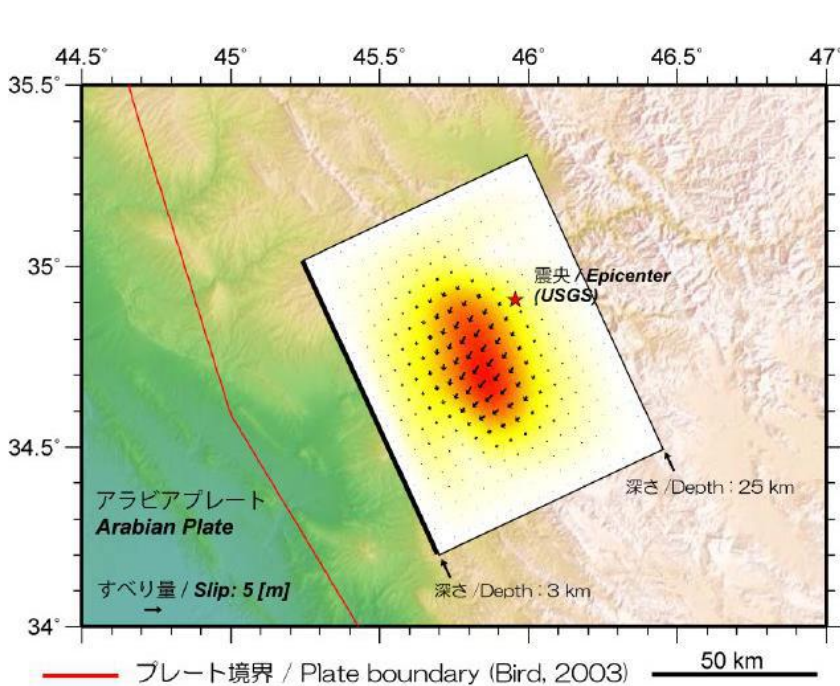 44.5° 45° 45.5° 46° 46.5° 47°
35.5°
35°
震央 / Epicenter
(USGS)
34.5°
深さ /Depth : 25 km
アラビアプレート
Arabian Plate
すべり量 / Slip: 5 [m]
深さ /Depth : 3 km
34°
プレート境界 / Plate boundary (Bird, 2003) 50 km